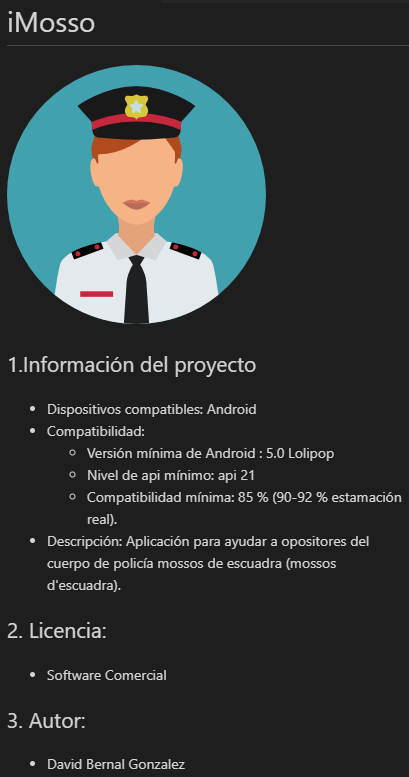 iMosso
1.Información del proyecto
Dispositivos compatibles: Android
Compatibilidad:
Versión mínima de Android : 5.0 Lolipop
Nivel de api mínimo: api 21
Compatibilidad mínima: 85 % (90-92 % estamación
real).
Descripción: Aplicación para ayudar a opositores del
cuerpo de policía mossos de escuadra (mossos
d'escuadra).
2. Licencia:
Software Comercial
3. Autor:
David Bernal Gonzalez